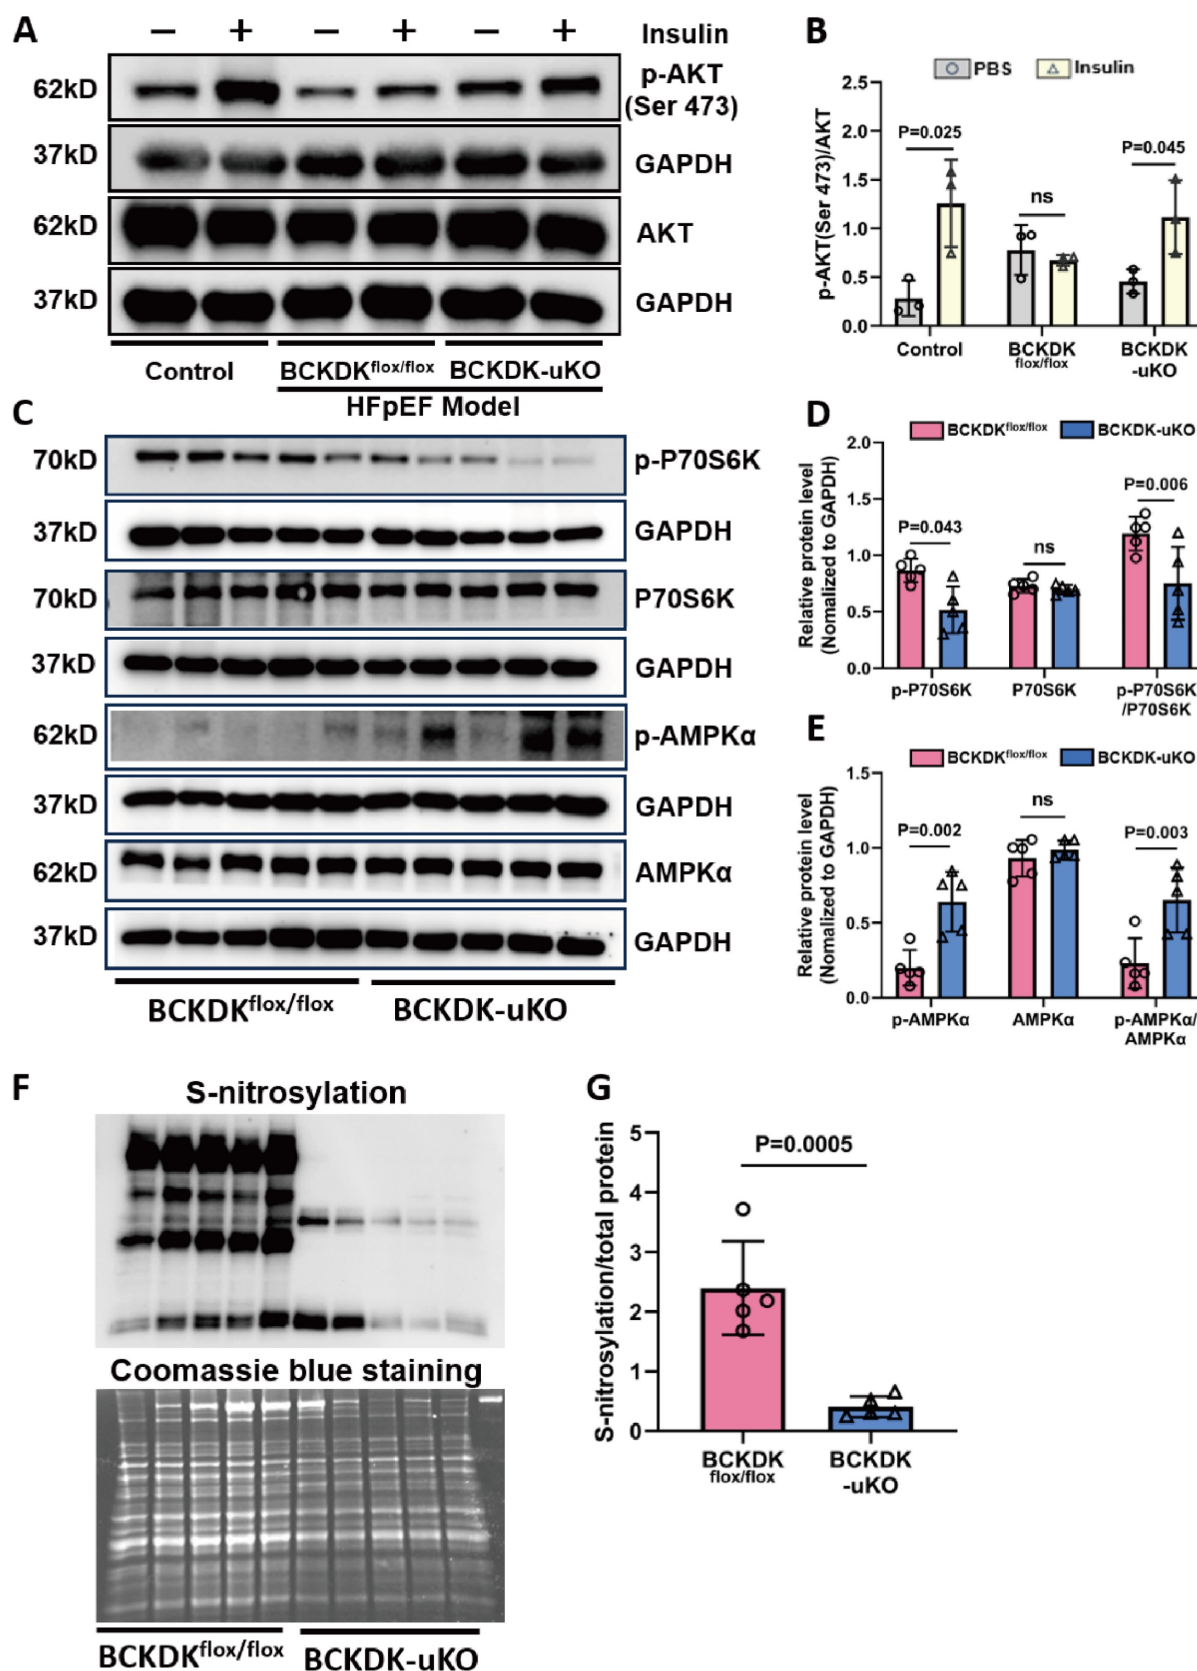 A
− + − + − + Insulin
62kD p-AKT (Ser 473)
37kD GAPDH
62kD AKT
37kD GAPDH
Control BCKDKflox/flox BCKDK-uKO
HFpEF Model
B
PBS Insulin
p-AKT(Ser 473)/AKT
2.5
2.0
1.5
1.0
0.5
0.0
P=0.025
ns
P=0.045
Control BCKDK flox/flox BCKDK -uKO
C
70kD p-P70S6K
37kD GAPDH
70kD P70S6K
37kD GAPDH
62kD p-AMPKα
37kD GAPDH
62kD AMPKα
37kD GAPDH
BCKDKflox/flox BCKDK-uKO
D
BCKDKflox/flox BCKDK-uKO
Relative protein level
(Nomalized to GAPDH)
2.0
1.5
1.0
0.5
0.0
P=0.043
ns
P=0.006
p-P70S6K P70S6K p-P70S6K /P70S6K
E
BCKDKflox/flox BCKDK-uKO
Relative protein level
(Nomalized to GAPDH)
1.5
1.0
0.5
0.0
P=0.002
ns
P=0.003
p-AMPKα AMPKα p-AMPKα/ AMPKα
F
S-nitrosylation
Coomassie blue staining
BCKDKflox/flox BCKDK-uKO
G
S-nitrosylation/total protein
5
4
3
2
1
0
P=0.0005
BCKDK flox/flox BCKDK -uKO